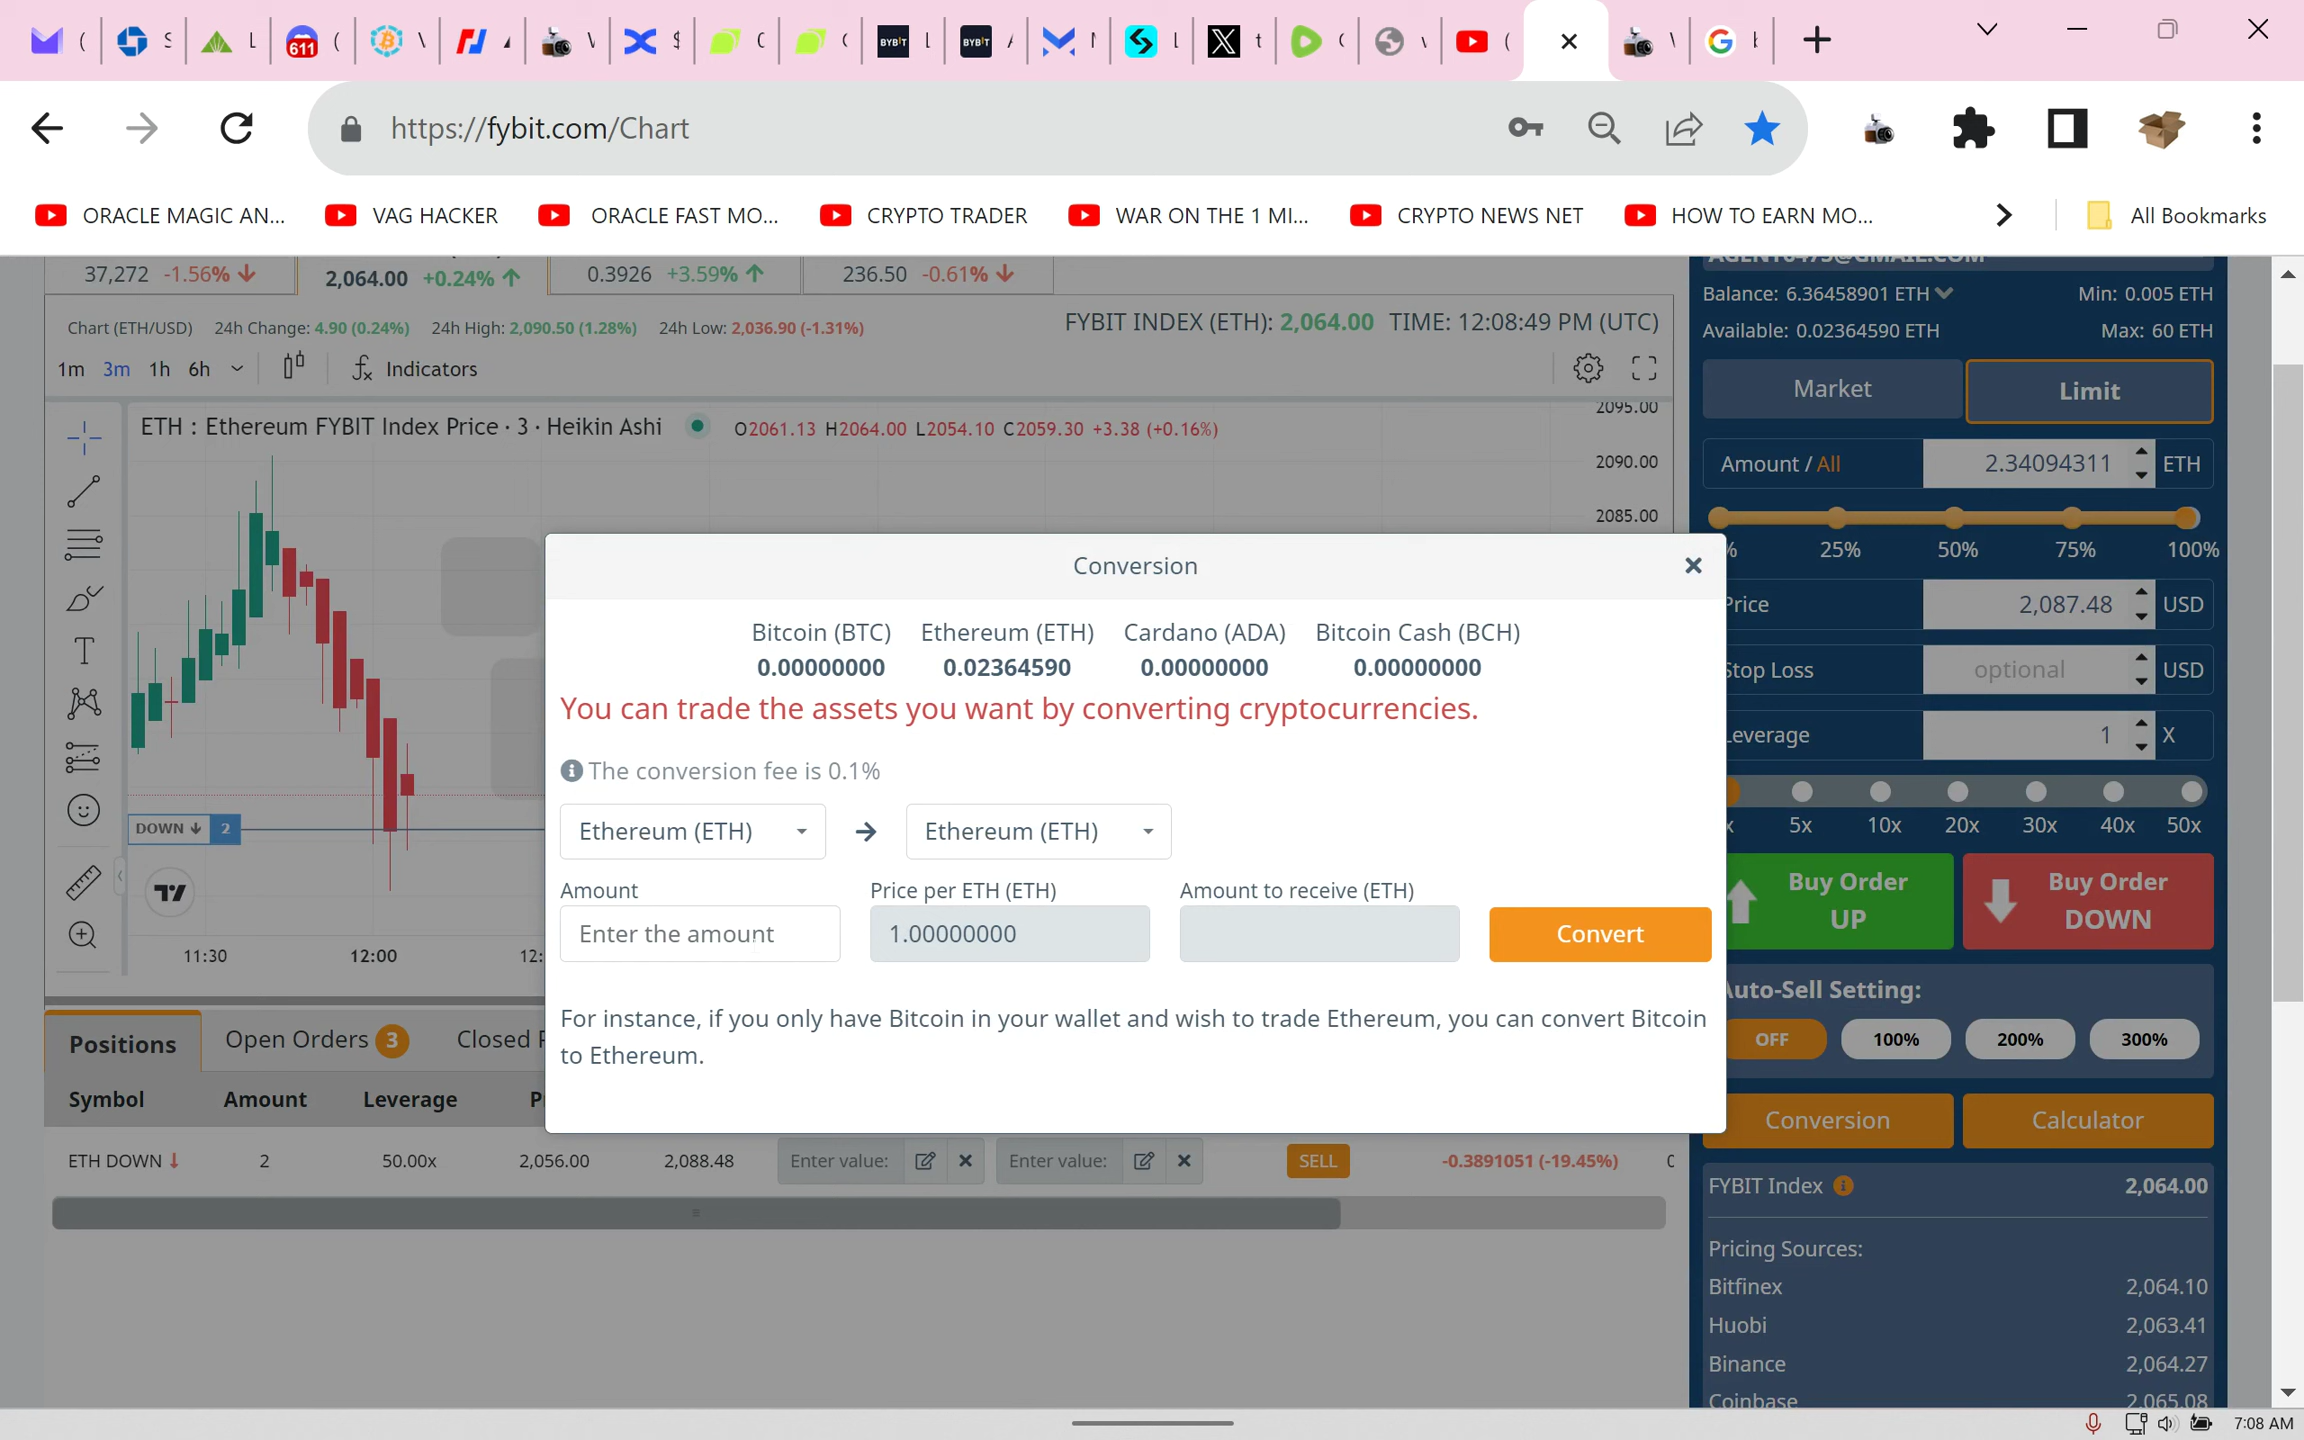 611
BYBIT
BYBIT
https://fybit.com/Chart
ORACLE MAGIC AN...
VAG HACKER
ORACLE FAST MO...
CRYPTO TRADER
WAR ON THE 1 MI...
CRYPTO NEWS NET
HOW TO EARN MO...
All Bookmarks
37,272 -1.56%
2,064.00 +0.24%
0.3926 +3.59%
236.50 -0.61%
Chart (ETH/USD) 24h Change: 4.90 (0.24%) 24h High: 2,090.50 (1.28%) 24h Low: 2,036.90 (-1.31%)
FYBIT INDEX (ETH): 2,064.00 TIME: 12:08:49 PM (UTC)
1m 3m 1h 6h Indicators
ETH : Ethereum FYBIT Index Price · 3 · Heikin Ashi O2061.13 H2064.00 L2054.10 C2059.30 +3.38 (+0.16%)
2095.00
2090.00
2085.00
DOWN 2
11:30 12:00 12:
Conversion
Bitcoin (BTC) Ethereum (ETH) Cardano (ADA) Bitcoin Cash (BCH)
0.00000000 0.02364590 0.00000000 0.00000000
You can trade the assets you want by converting cryptocurrencies.
The conversion fee is 0.1%
Ethereum (ETH) Ethereum (ETH)
Amount Price per ETH (ETH) Amount to receive (ETH)
Enter the amount 1.00000000 Convert
For instance, if you only have Bitcoin in your wallet and wish to trade Ethereum, you can convert Bitcoin
to Ethereum.
Positions Open Orders 3 Closed
Symbol Amount Leverage
ETH DOWN 2 50.00x 2,056.00 2,088.48 Enter value: Enter value: SELL -0.3891051 (-19.45%)
AGENT0475@GMAIL.COM
Balance: 6.36458901 ETH Min: 0.005 ETH
Available: 0.02364590 ETH Max: 60 ETH
Market Limit
Amount / All 2.34094311 ETH
% 25% 50% 75% 100%
Price 2,087.48 USD
Stop Loss optional USD
Leverage 1 X
x 5x 10x 20x 30x 40x 50x
Buy Order UP
Buy Order DOWN
Auto-Sell Setting:
OFF 100% 200% 300%
Conversion Calculator
FYBIT Index 2,064.00
Pricing Sources:
Bitfinex 2,064.10
Huobi 2,063.41
Binance 2,064.27
Coinbase 2,065.08
7:08 AM